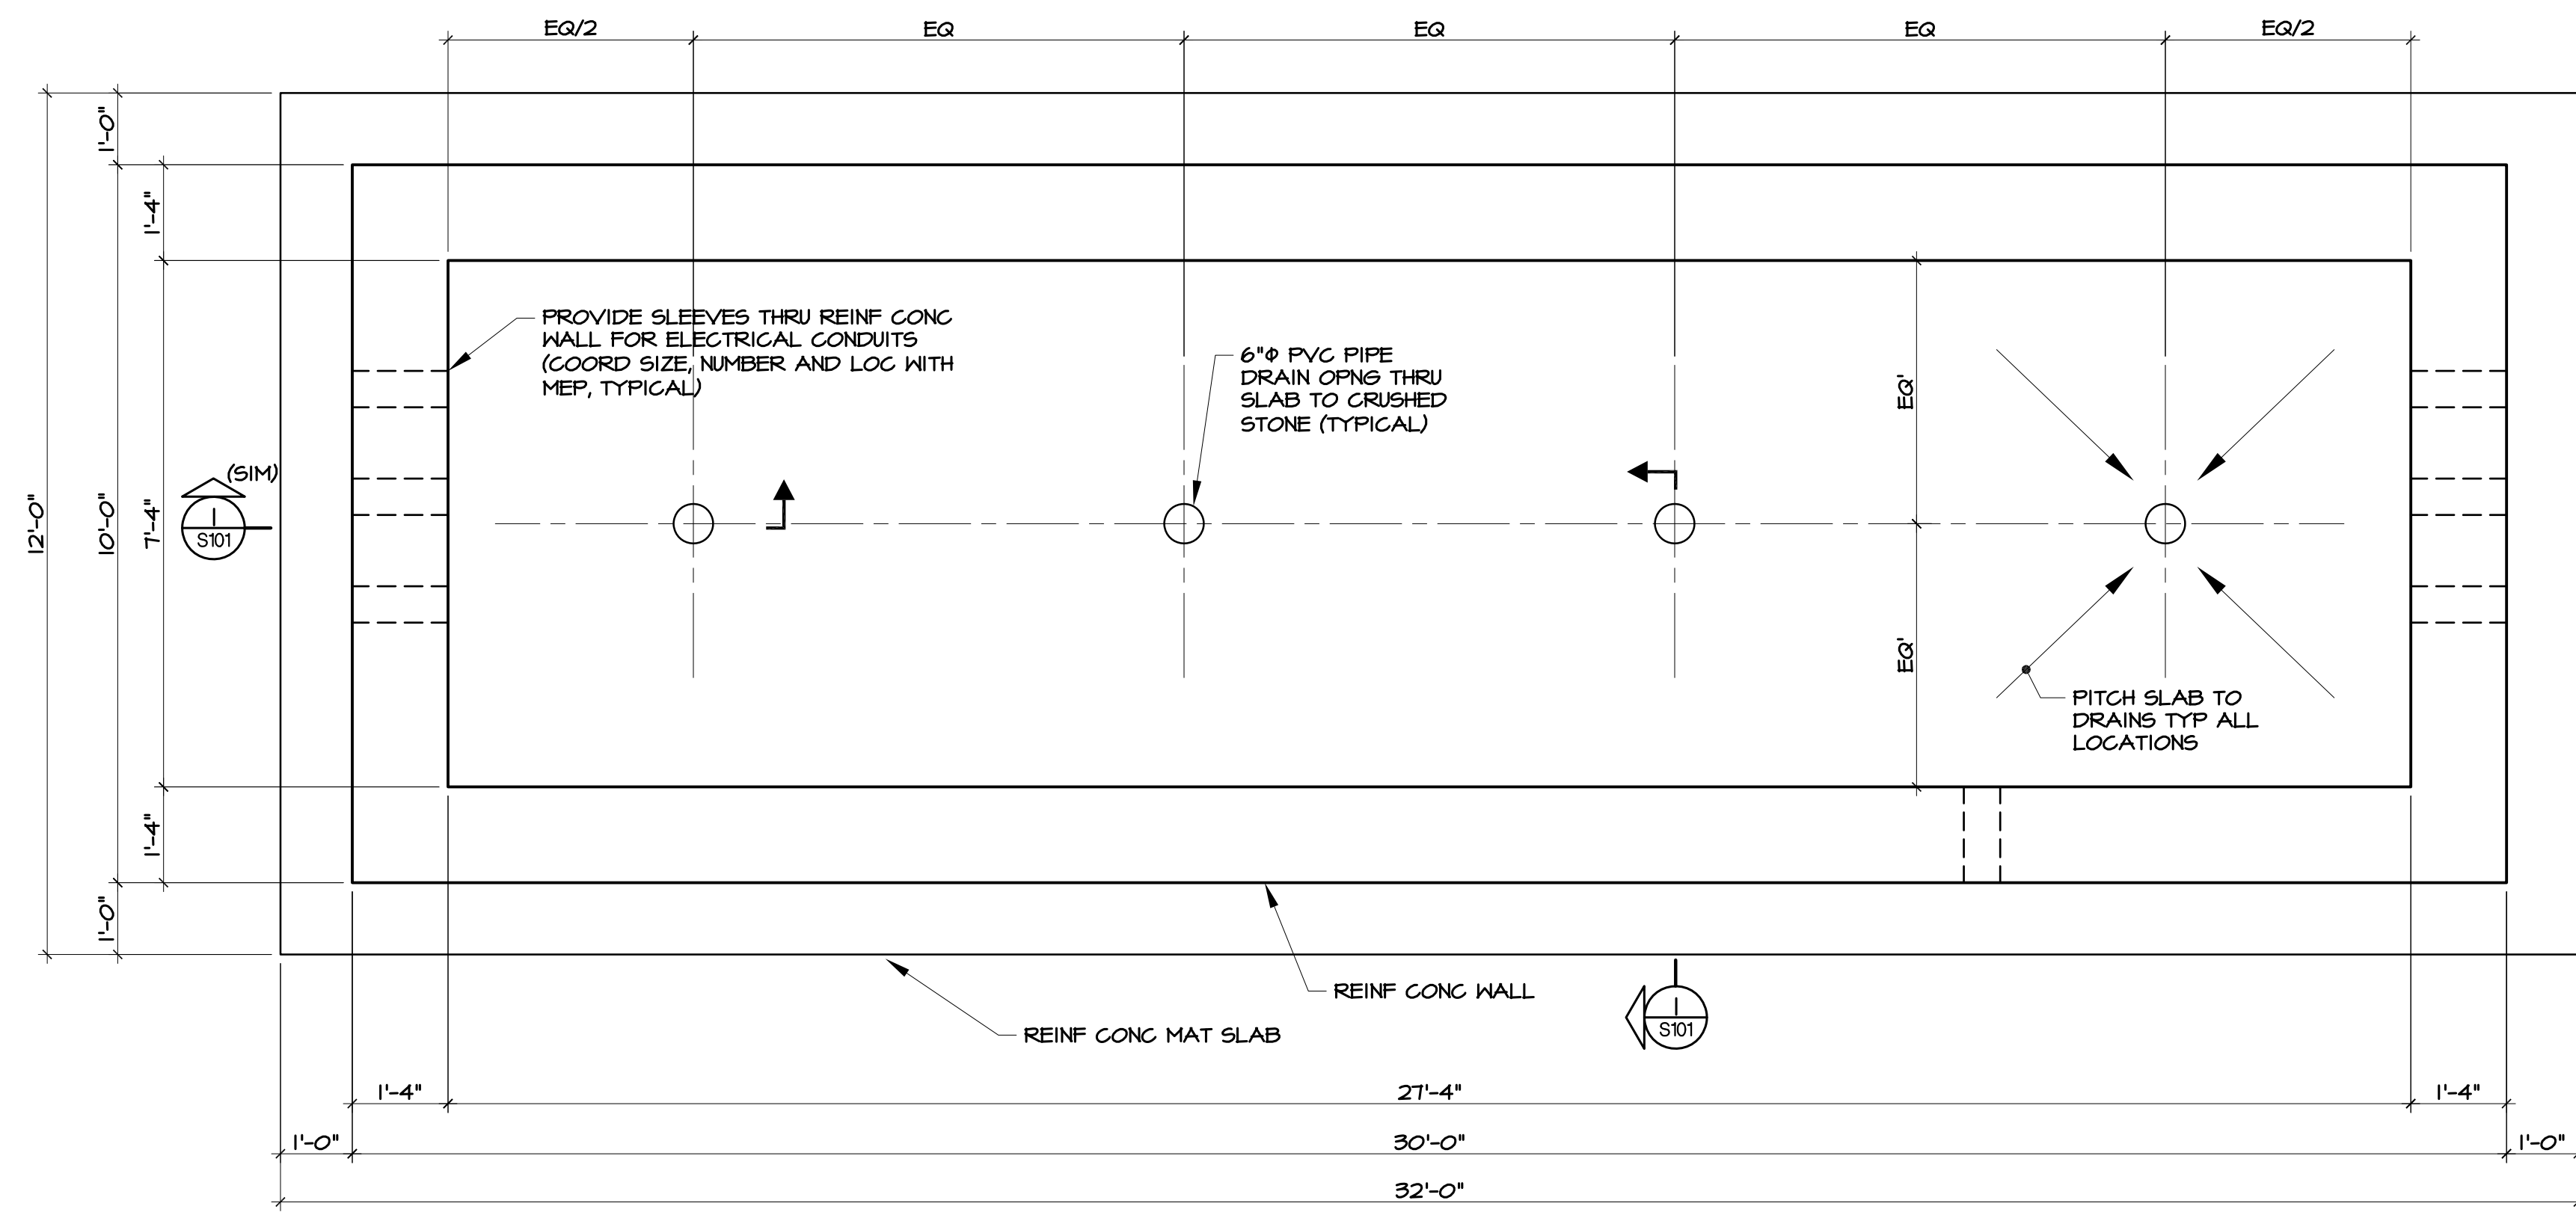 EQ/2
EQ
EQ
EQ
EQ/2
1'-0"
1'-4"
12'-0"
10'-0"
7'-4"
1'-4"
1'-0"
PROVIDE SLEEVES THRU REINF CONC
WALL FOR ELECTRICAL CONDUITS
(COORD SIZE, NUMBER AND LOC WITH
MEP, TYPICAL)
6"Φ PVC PIPE
DRAIN OPNG THRU
SLAB TO CRUSHED
STONE (TYPICAL)
EQ'
EQ'
(SIM)
1
S101
PITCH SLAB TO
DRAINS TYP ALL
LOCATIONS
REINF CONC WALL
REINF CONC MAT SLAB
1
S101
1'-4"
27'-4"
1'-4"
1'-0"
30'-0"
1'-0"
32'-0"